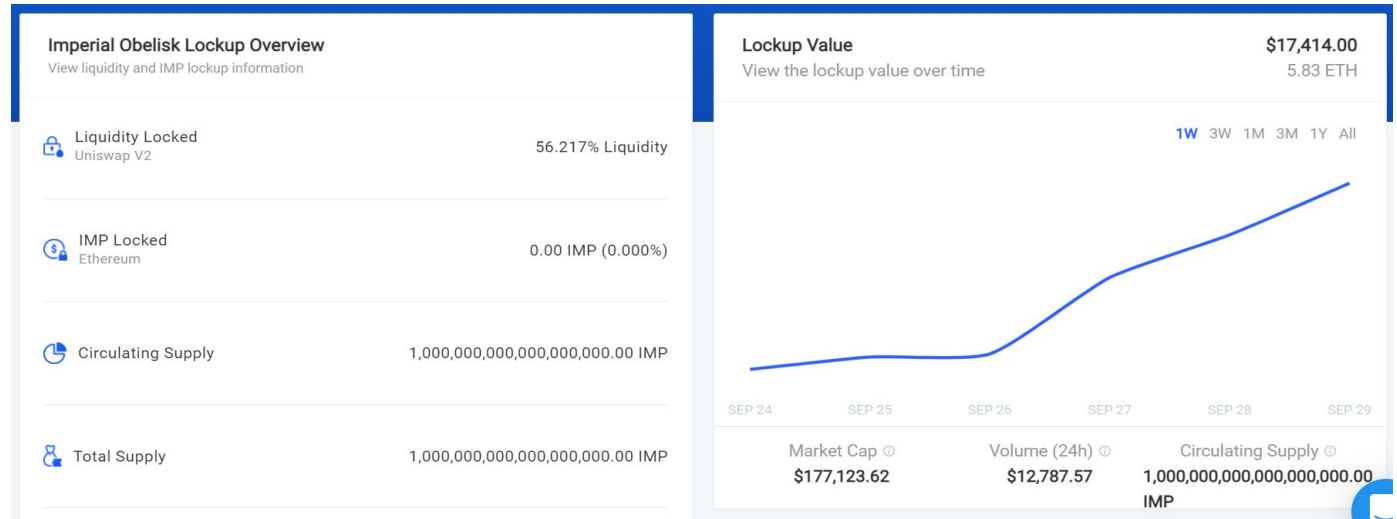 Imperial Obelisk Lockup Overview
View liquidity and IMP lockup information
Liquidity Locked
Uniswap V2
56.217% Liquidity
IMP Locked
Ethereum
0.00 IMP (0.000%)
Circulating Supply
1,000,000,000,000,000,000.00 IMP
Total Supply
1,000,000,000,000,000,000.00 IMP
Lockup Value
$17,414.00
View the lockup value over time
5.83 ETH
1W 3W 1M 3M 1Y All
SEP 24 SEP 25 SEP 26 SEP 27 SEP 28 SEP 29
Market Cap
$177,123.62
Volume (24h)
$12,787.57
Circulating Supply
1,000,000,000,000,000,000.00
IMP